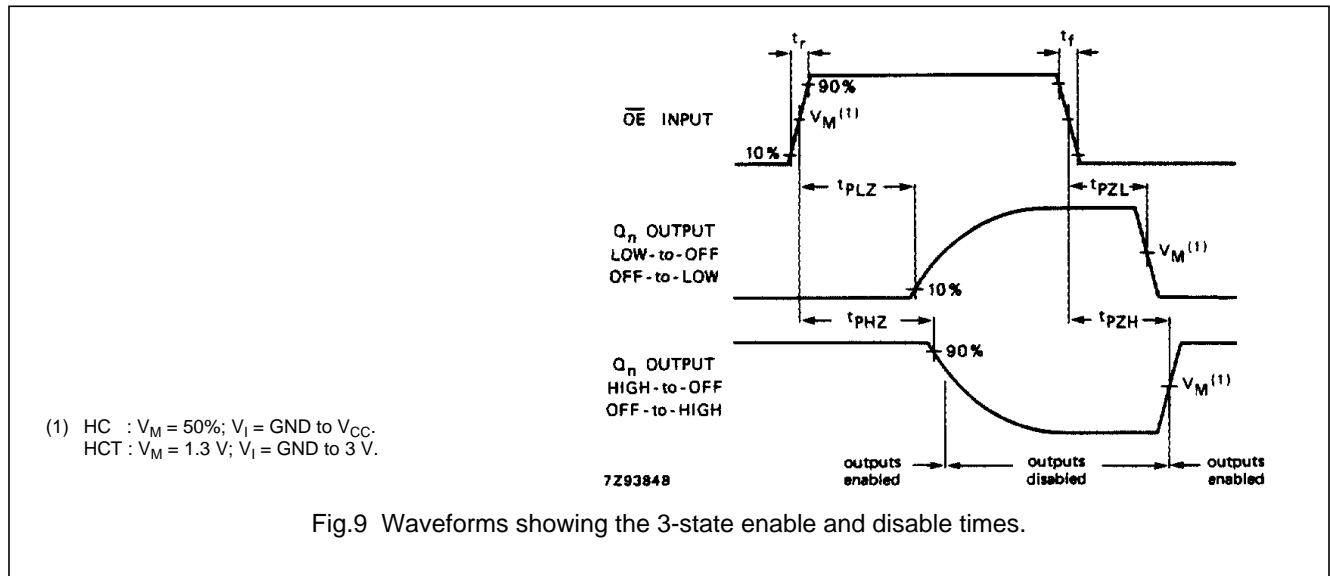 t_r
t_f
90%
O̅E̅ INPUT
V_M (1)
10%
t_PLZ
t_PZL
Q_n OUTPUT
LOW-to-OFF
OFF-to-LOW
V_M (1)
10%
t_PHZ
t_PZH
90%
Q_n OUTPUT
HIGH-to-OFF
OFF-to-HIGH
V_M (1)
(1) HC : V_M = 50%; V_I = GND to V_CC.
HCT : V_M = 1.3 V; V_I = GND to 3 V.
outputs enabled
outputs disabled
outputs enabled
7Z93848
Fig.9 Waveforms showing the 3-state enable and disable times.